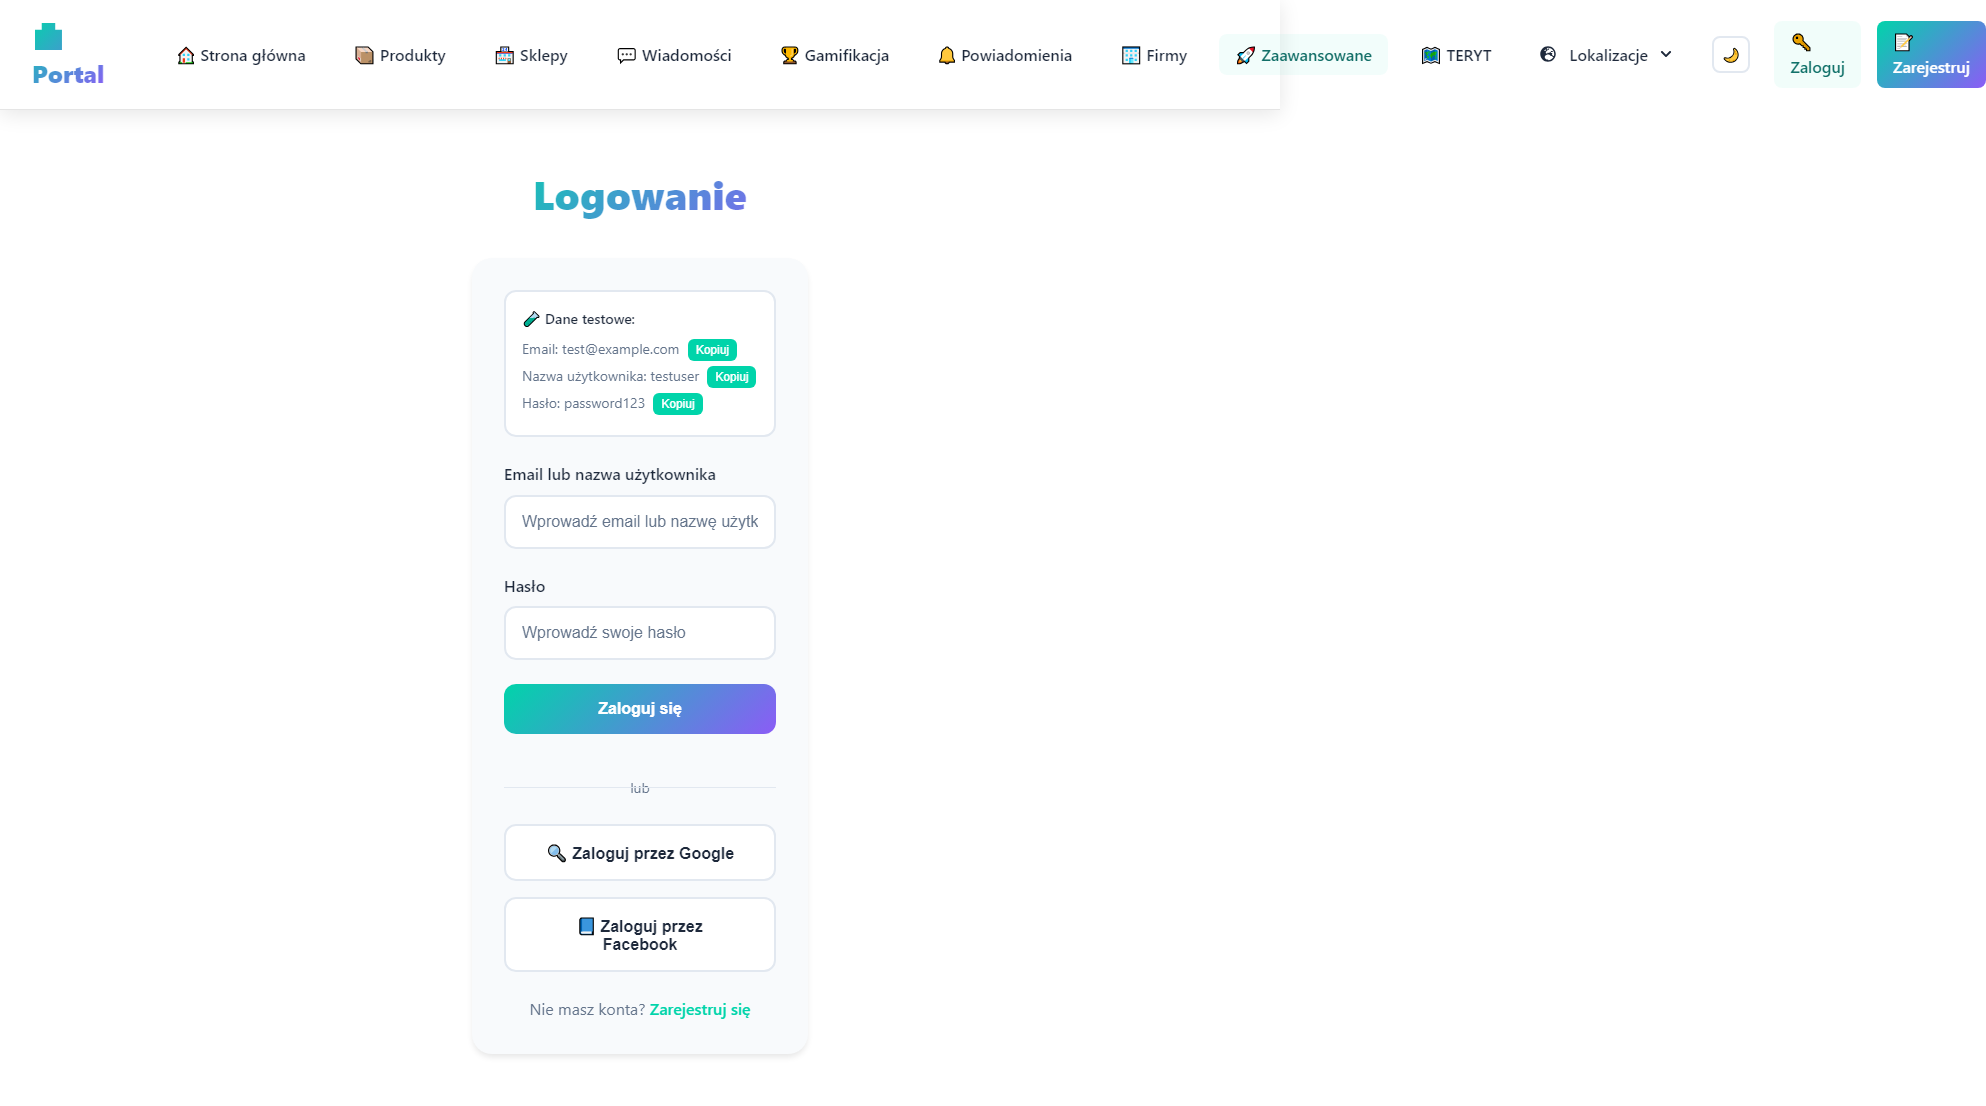 Portal
Strona główna
Produkty
Sklepy
Wiadomości
Gamifikacja
Powiadomienia
Firmy
Zaawansowane
TERYT
Lokalizacje
Zaloguj
Zarejestruj
Logowanie
Dane testowe:
Email: test@example.com Kopiuj
Nazwa użytkownika: testuser Kopiuj
Hasło: password123 Kopiuj
Email lub nazwa użytkownika
Wprowadź email lub nazwę użytk
Hasło
Wprowadź swoje hasło
Zaloguj się
lub
Zaloguj przez Google
Zaloguj przez
Facebook
Nie masz konta? Zarejestruj się